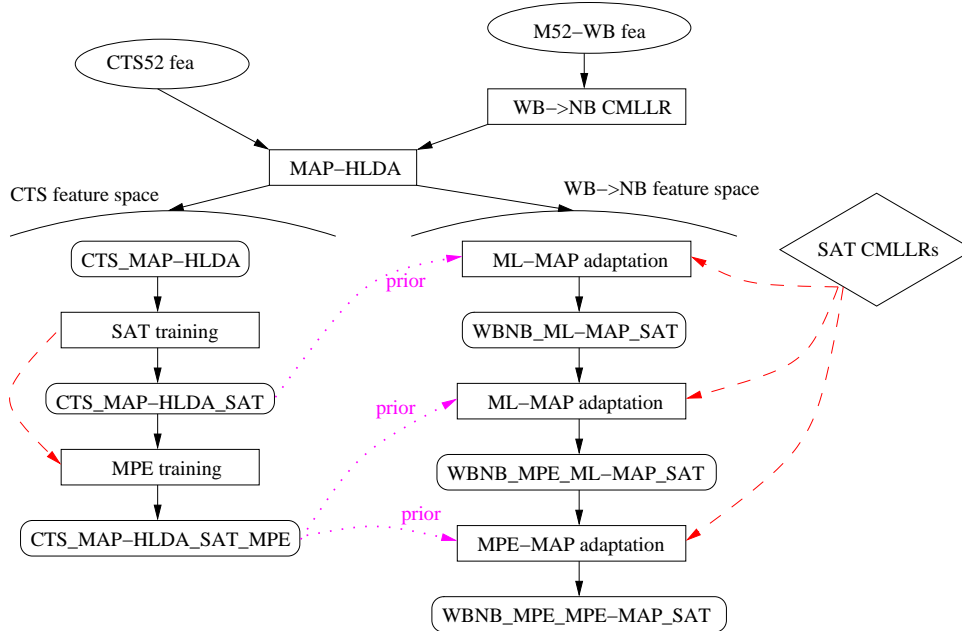 M52−WB fea
CTS52 fea
WB−>NB CMLLR
MAP−HLDA
CTS feature space
WB−>NB feature space
CTS_MAP−HLDA
ML−MAP adaptation
SAT CMLLRs
prior
SAT training
WBNB_ML−MAP_SAT
CTS_MAP−HLDA_SAT
ML−MAP adaptation
prior
MPE training
WBNB_MPE_ML−MAP_SAT
prior
CTS_MAP−HLDA_SAT_MPE
MPE−MAP adaptation
WBNB_MPE_MPE−MAP_SAT